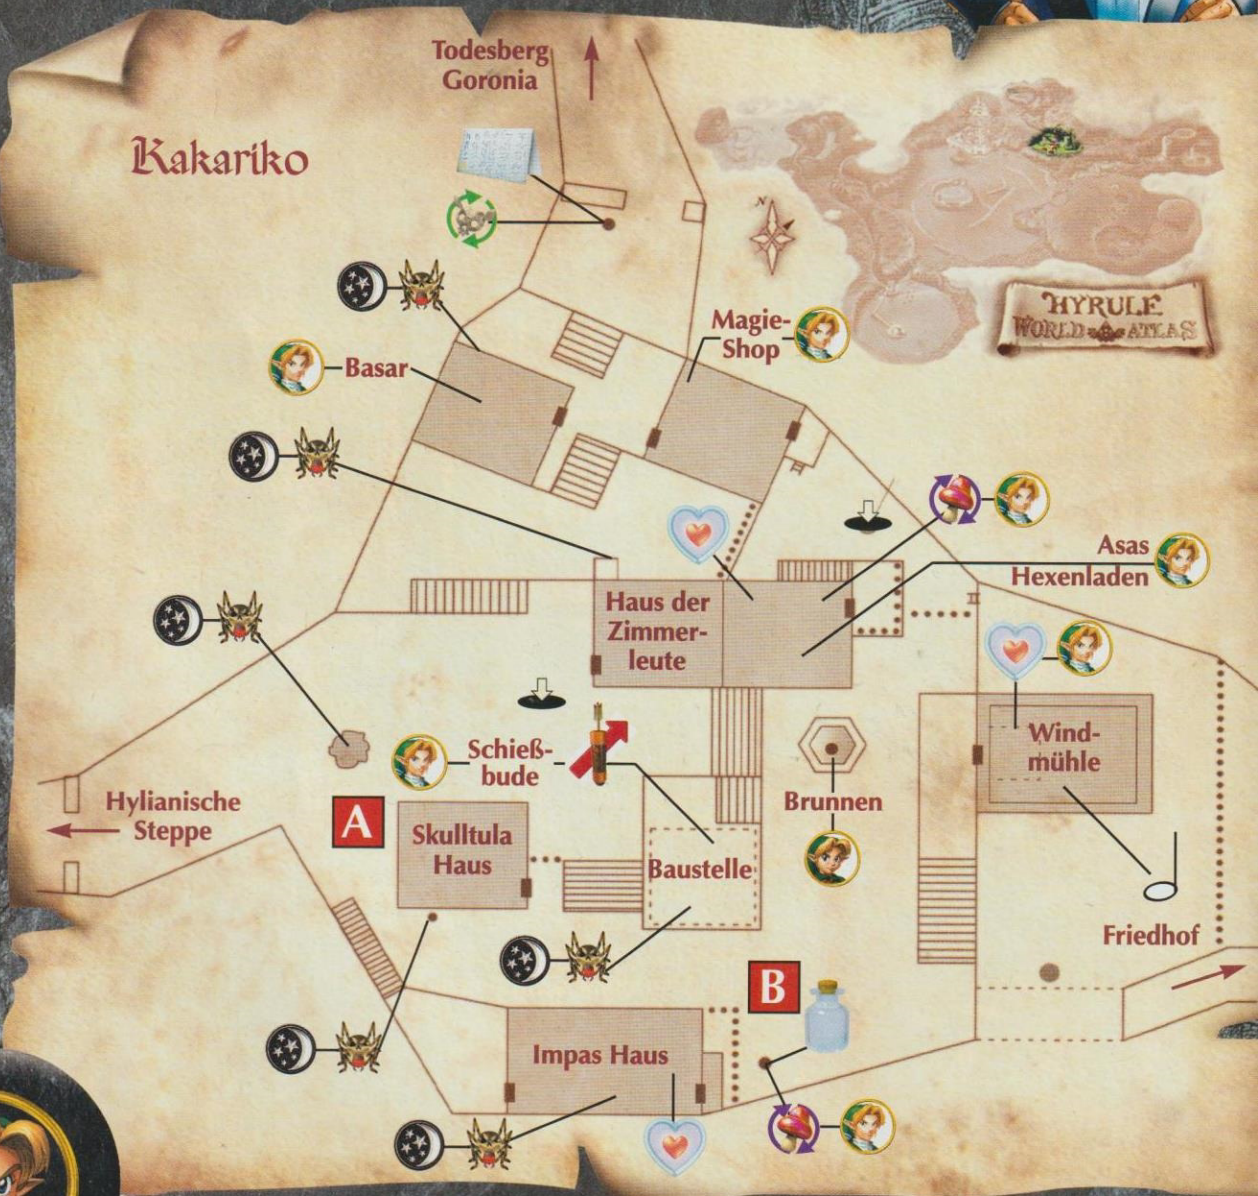 Todesberg
Goronia
Kakariko
N
HYRULE
WORLD ATLAS
Magie-
Shop
Basar
Asas
Hexenladen
Haus der
Zimmer-
leute
Wind-
mühle
Schieß-
bude
Brunnen
Hylianische
Steppe
A
Skulltula
Haus
Baustelle
Friedhof
B
Impas Haus